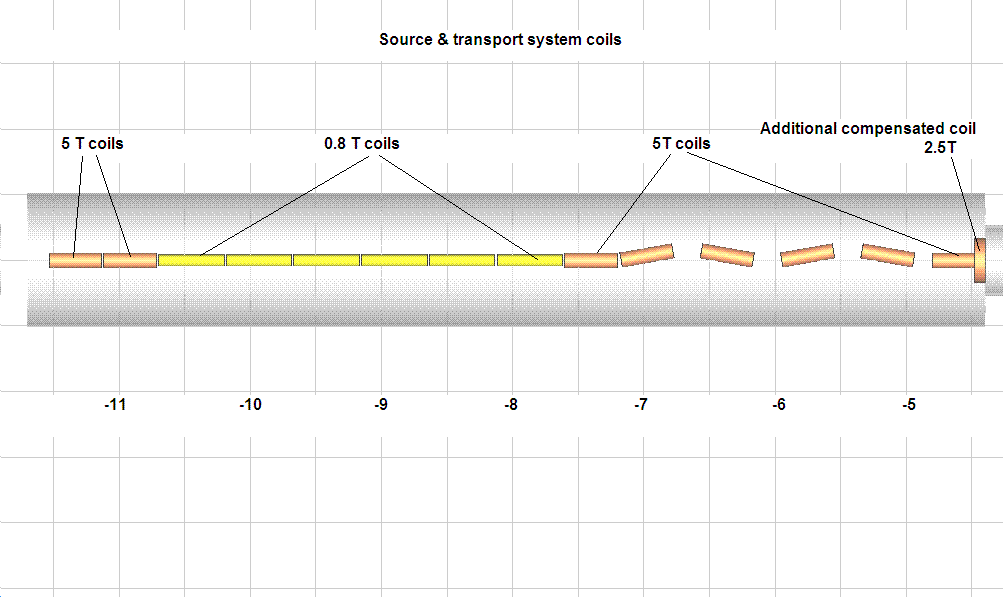 Source & transport system coils
5 T coils
0.8 T coils
5T coils
Additional compensated coil
2.5T
-11
-10
-9
-8
-7
-6
-5